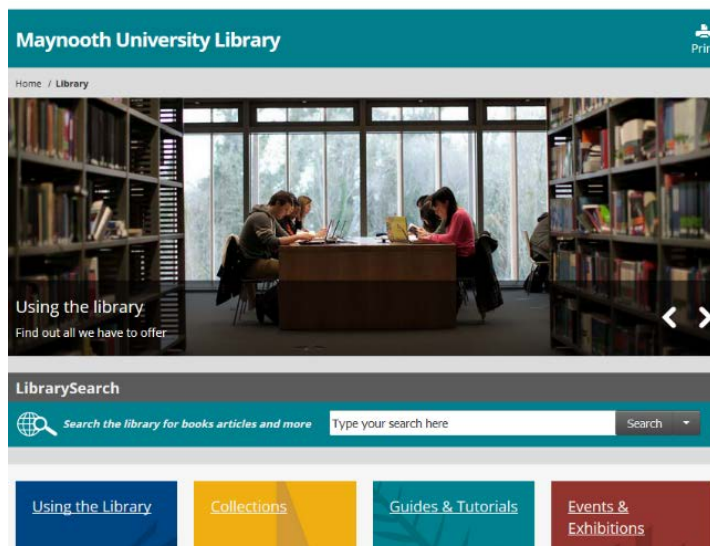 Maynooth University Library
Home / Library
Using the library
Find out all we have to offer
LibrarySearch
Search the library for books articles and more
Type your search here
Search
Using the Library
Collections
Guides & Tutorials
Events &
Exhibitions